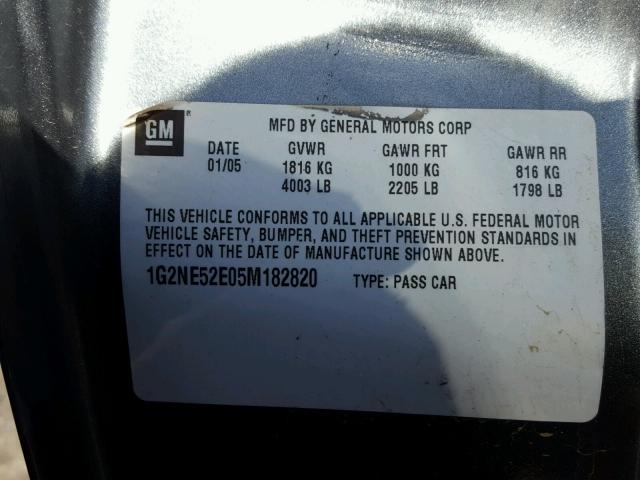 GM ®
MFD BY GENERAL MOTORS CORP
DATE GVWR GAWR FRT GAWR RR
01/05 1816 KG 1000 KG 816 KG
4003 LB 2205 LB 1798 LB
THIS VEHICLE CONFORMS TO ALL APPLICABLE U.S. FEDERAL MOTOR
VEHICLE SAFETY, BUMPER, AND THEFT PREVENTION STANDARDS IN
EFFECT ON THE DATE OF MANUFACTURE SHOWN ABOVE.
1G2NE52E05M182820 TYPE: PASS CAR